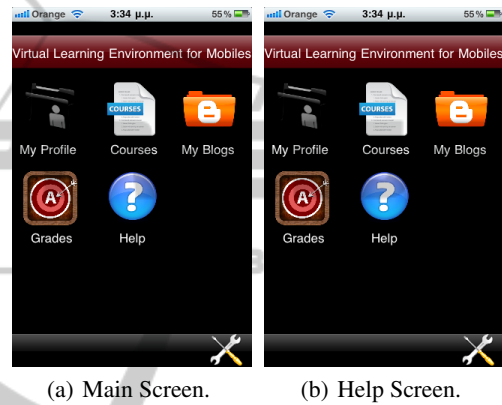 Orange 3:34 μ.μ. 55 %
Virtual Learning Environment for Mobiles
COURSES
My Profile Courses My Blogs
A
Grades Help
(a) Main Screen.
Orange 3:34 μ.μ. 55 %
Virtual Learning Environment for Mobiles
COURSES
My Profile Courses My Blogs
A
Grades Help
(b) Help Screen.